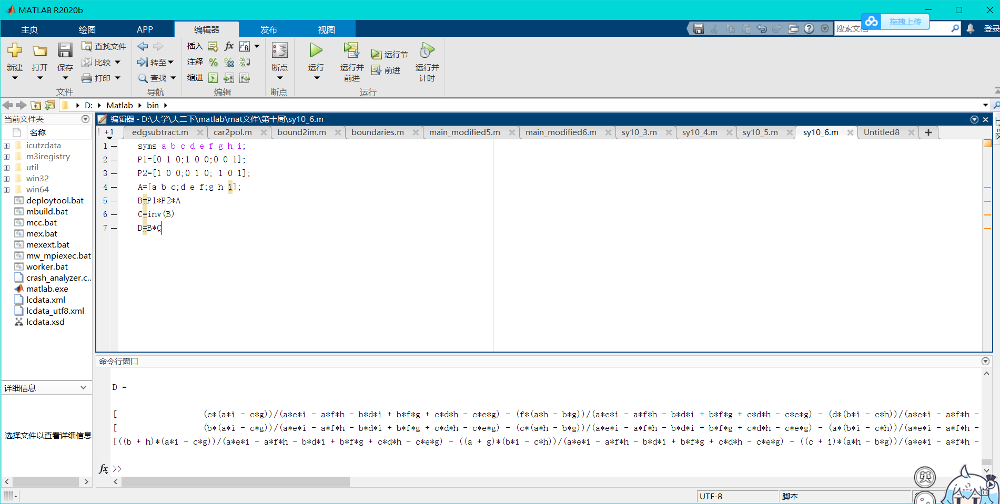 MATLAB R2020b
主页 绘图 APP 编辑器 发布 视图
搜索文档 拖拽上传 登录
新建 打开 保存 查找文件 比较 打印
转至 查找
插入 fx
注释
缩进
断点
运行 运行并前进 运行节 前进 运行并计时
文件 导航 编辑 断点 运行
D: Matlab bin
当前文件夹
名称
icutzdata
m3iregistry
util
win32
win64
deploytool.bat
mbuild.bat
mcc.bat
mex.bat
mexext.bat
mw_mpiexec.bat
worker.bat
crash_analyzer.c..
matlab.exe
lcdata.xml
lcdata_utf8.xml
lcdata.xsd
详细信息
选择文件以查看详细信息
编辑器 - D:\大学\大二下\matlab\mat文件\第十周\sy10_6.m
+1 edgsubtract.m car2pol.m bound2im.m boundaries.m main_modified5.m main_modified6.m sy10_3.m sy10_4.m sy10_5.m sy10_6.m Untitled8 +
1 syms a b c d e f g h i;
2 P1=[0 1 0;1 0 0;0 0 1];
3 P2=[1 0 0;0 1 0; 1 0 1];
4 A=[a b c;d e f;g h i];
5 B=P1*P2*A
6 C=inv(B)
7 D=B*C
命令行窗口
D =
[ (e*(a*i - c*g))/(a*e*i - a*f*h - b*d*i + b*f*g + c*d*h - c*e*g) - (f*(a*h - b*g))/(a*e*i - a*f*h - b*d*i + b*f*g + c*d*h - c*e*g) - (d*(b*i - c*h))/(a*e*i - a*f*h -
[ (b*(a*i - c*g))/(a*e*i - a*f*h - b*d*i + b*f*g + c*d*h - c*e*g) - (c*(a*h - b*g))/(a*e*i - a*f*h - b*d*i + b*f*g + c*d*h - c*e*g) - (a*(b*i - c*h))/(a*e*i - a*f*h -
[((b + h)*(a*i - c*g))/(a*e*i - a*f*h - b*d*i + b*f*g + c*d*h - c*e*g) - ((a + g)*(b*i - c*h))/(a*e*i - a*f*h - b*d*i + b*f*g + c*d*h - c*e*g) - ((c + i)*(a*h - b*g))/(a*e*i - a*f*h -
fx >>
英
UTF-8 脚本